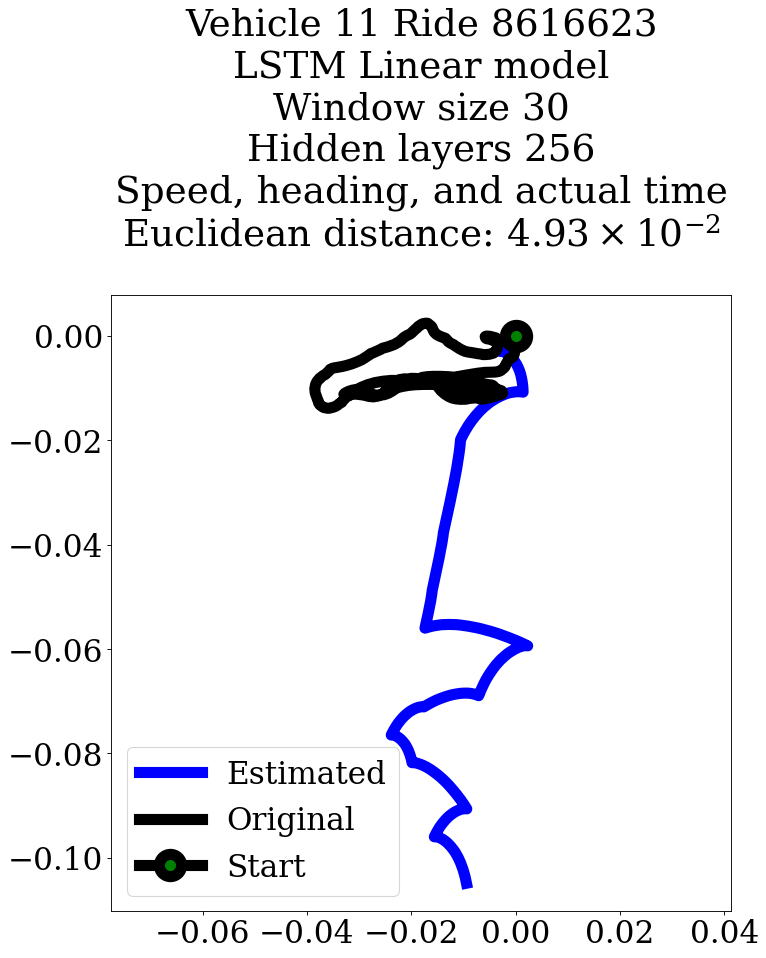 Vehicle 11 Ride 8616623
LSTM Linear model
Window size 30
Hidden layers 256
Speed, heading, and actual time
Euclidean distance: 4.93 × 10⁻²
0.00
−0.02
−0.04
−0.06
−0.08
−0.10
Estimated
Original
Start
−0.06 −0.04 −0.02 0.00 0.02 0.04